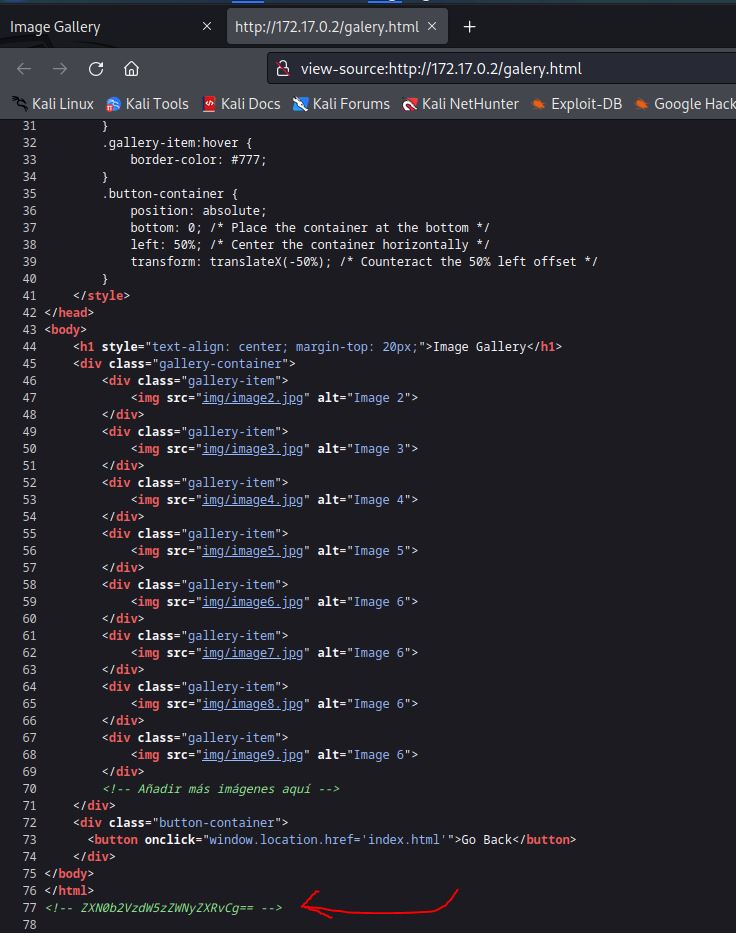 Image Gallery
http://172.17.0.2/galery.html
view-source:http://172.17.0.2/galery.html
Kali Linux Kali Tools Kali Docs Kali Forums Kali NetHunter Exploit-DB Google Hack
31 }
32 .gallery-item:hover {
33 border-color: #777;
34 }
35 .button-container {
36 position: absolute;
37 bottom: 0; /* Place the container at the bottom */
38 left: 50%; /* Center the container horizontally */
39 transform: translateX(-50%); /* Counteract the 50% left offset */
40 }
41 </style>
42 </head>
43 <body>
44 <h1 style="text-align: center; margin-top: 20px;">Image Gallery</h1>
45 <div class="gallery-container">
46 <div class="gallery-item">
47 <img src="img/image2.jpg" alt="Image 2">
48 </div>
49 <div class="gallery-item">
50 <img src="img/image3.jpg" alt="Image 3">
51 </div>
52 <div class="gallery-item">
53 <img src="img/image4.jpg" alt="Image 4">
54 </div>
55 <div class="gallery-item">
56 <img src="img/image5.jpg" alt="Image 5">
57 </div>
58 <div class="gallery-item">
59 <img src="img/image6.jpg" alt="Image 6">
60 </div>
61 <div class="gallery-item">
62 <img src="img/image7.jpg" alt="Image 6">
63 </div>
64 <div class="gallery-item">
65 <img src="img/image8.jpg" alt="Image 6">
66 </div>
67 <div class="gallery-item">
68 <img src="img/image9.jpg" alt="Image 6">
69 </div>
70 <!-- Añadir más imágenes aquí -->
71 </div>
72 <div class="button-container">
73 <button onclick="window.location.href='index.html'">Go Back</button>
74 </div>
75 </body>
76 </html>
77 <!-- ZXN0b2VzdW5zZWNyZXRvCg== -->
78